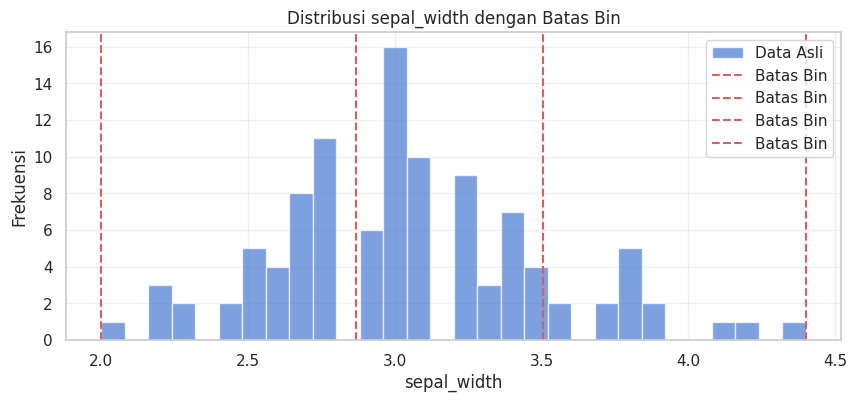 Distribusi sepal_width dengan Batas Bin
Frekuensi
16
14
12
10
8
6
4
2
0
Data Asli
Batas Bin
Batas Bin
Batas Bin
Batas Bin
2.0 2.5 3.0 3.5 4.0 4.5
sepal_width